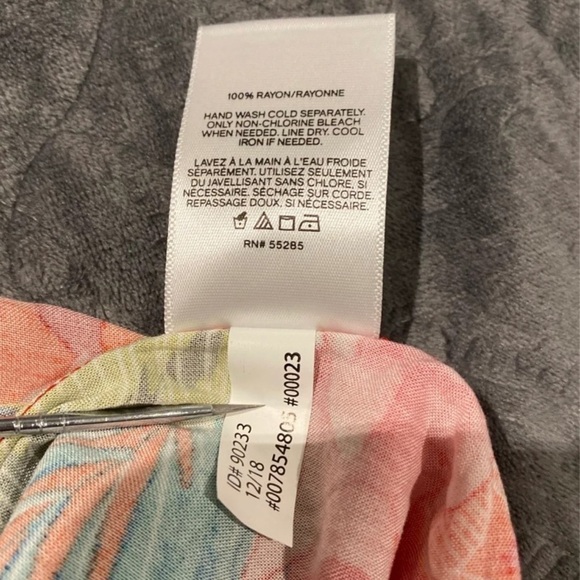 100% RAYON/RAYONNE
HAND WASH COLD SEPARATELY.
ONLY NON-CHLORINE BLEACH
WHEN NEEDED. LINE DRY. COOL
IRON IF NEEDED.
LAVEZ À LA MAIN À L'EAU FROIDE
SÉPARÉMENT. UTILISEZ SEULEMENT
DU JAVELLISANT SANS CHLORE, SI
NÉCESSAIRE. SÉCHAGE SUR CORDE.
REPASSAGE DOUX, SI NÉCESSAIRE.
RN# 55285
ID# 90233
12/18
#007854805 #00023